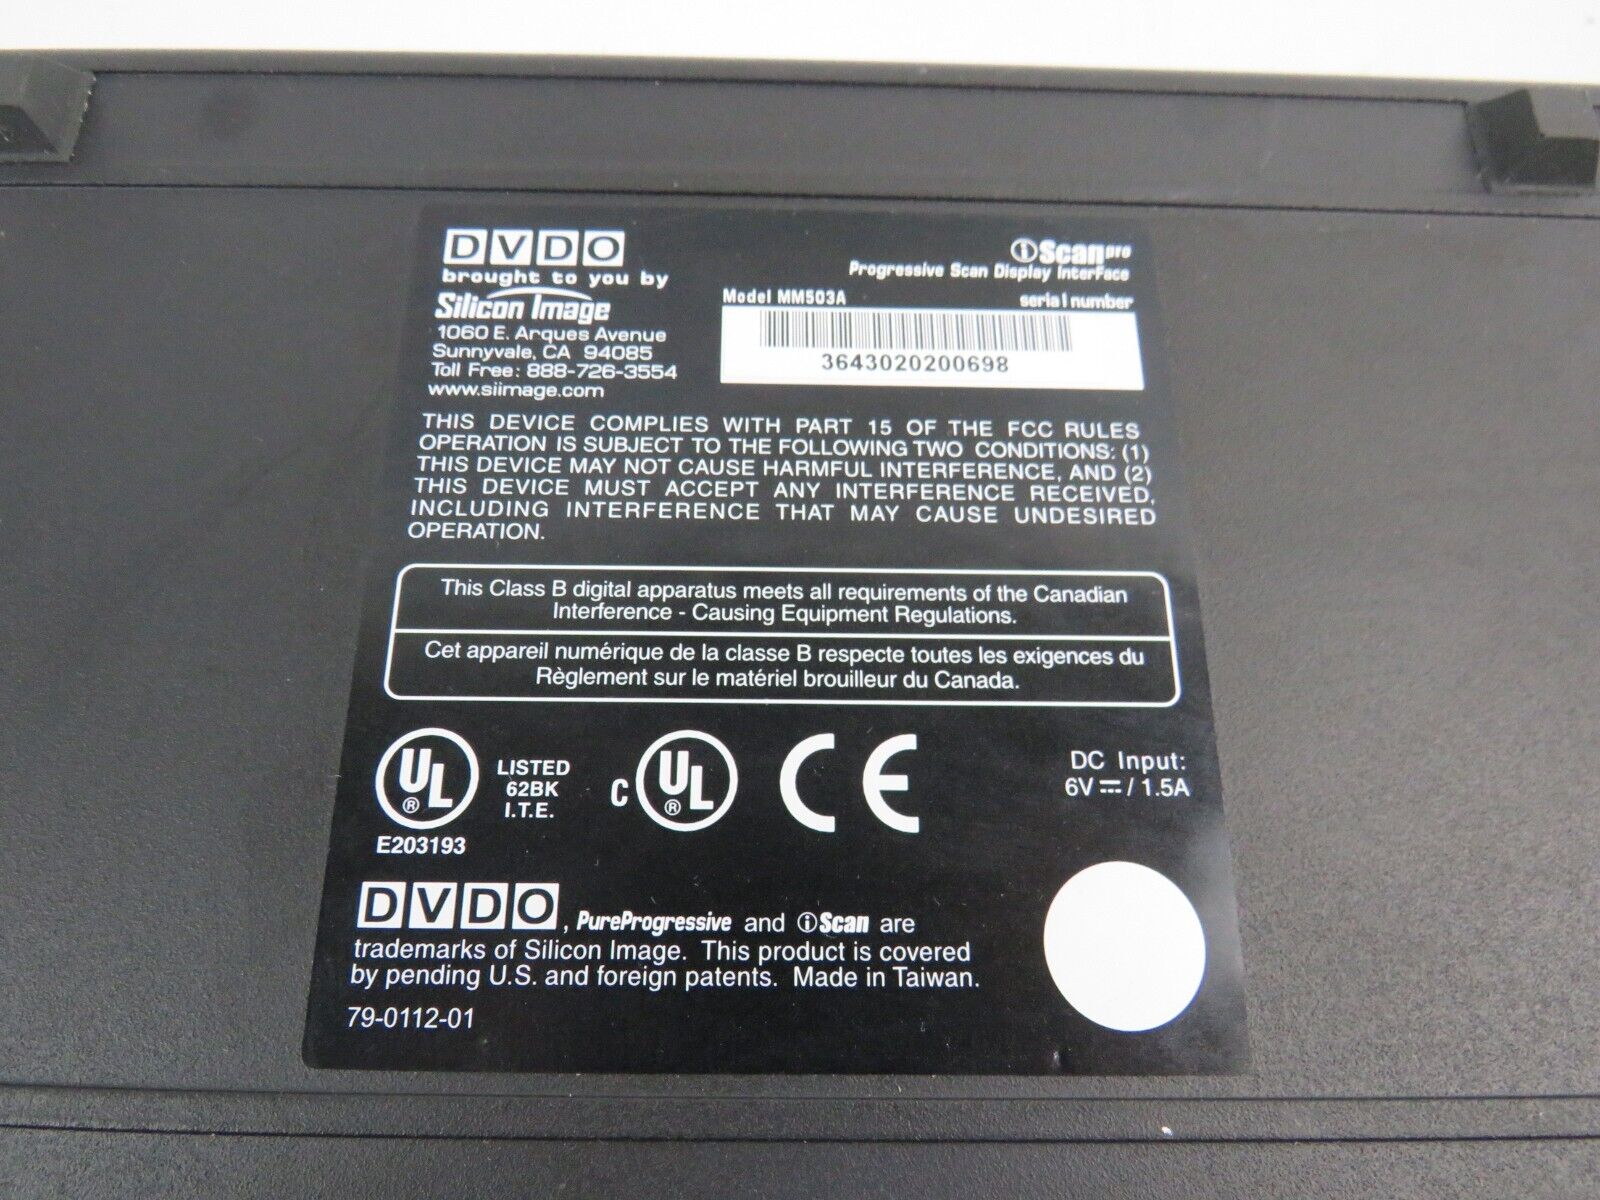 DVDO
brought to you by
Silicon Image
1060 E. Arques Avenue
Sunnyvale, CA 94085
Toll Free: 888-726-3554
www.siimage.com
iScan pro
Progressive Scan Display Interface
Model MM503A serial number
3643020200698
THIS DEVICE COMPLIES WITH PART 15 OF THE FCC RULES
OPERATION IS SUBJECT TO THE FOLLOWING TWO CONDITIONS: (1)
THIS DEVICE MAY NOT CAUSE HARMFUL INTERFERENCE, AND (2)
THIS DEVICE MUST ACCEPT ANY INTERFERENCE RECEIVED,
INCLUDING INTERFERENCE THAT MAY CAUSE UNDESIRED
OPERATION.
This Class B digital apparatus meets all requirements of the Canadian
Interference - Causing Equipment Regulations.
Cet appareil numérique de la classe B respecte toutes les exigences du
Règlement sur le matériel brouilleur du Canada.
UL ®
LISTED
62BK
I.T.E.
E203193
C UL ®
CE
DC Input:
6V ⎓ / 1.5A
DVDO, PureProgressive and iScan are
trademarks of Silicon Image. This product is covered
by pending U.S. and foreign patents. Made in Taiwan.
79-0112-01